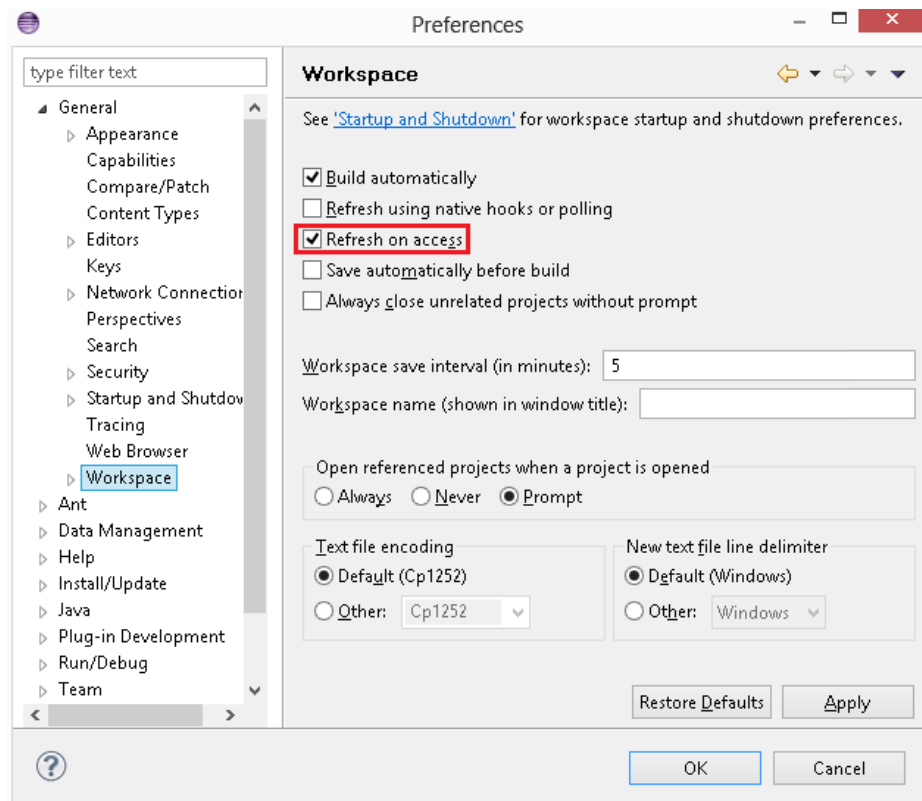 Preferences
type filter text
General
Appearance
Capabilities
Compare/Patch
Content Types
Editors
Keys
Network Connection
Perspectives
Search
Security
Startup and Shutdow
Tracing
Web Browser
Workspace
Ant
Data Management
Help
Install/Update
Java
Plug-in Development
Run/Debug
Team
Workspace
See 'Startup and Shutdown' for workspace startup and shutdown preferences.
Build automatically
Refresh using native hooks or polling
Refresh on access
Save automatically before build
Always close unrelated projects without prompt
Workspace save interval (in minutes): 5
Workspace name (shown in window title):
Open referenced projects when a project is opened
Always Never Prompt
Text file encoding
Default (Cp1252)
Other: Cp1252
New text file line delimiter
Default (Windows)
Other: Windows
Restore Defaults Apply
? OK Cancel